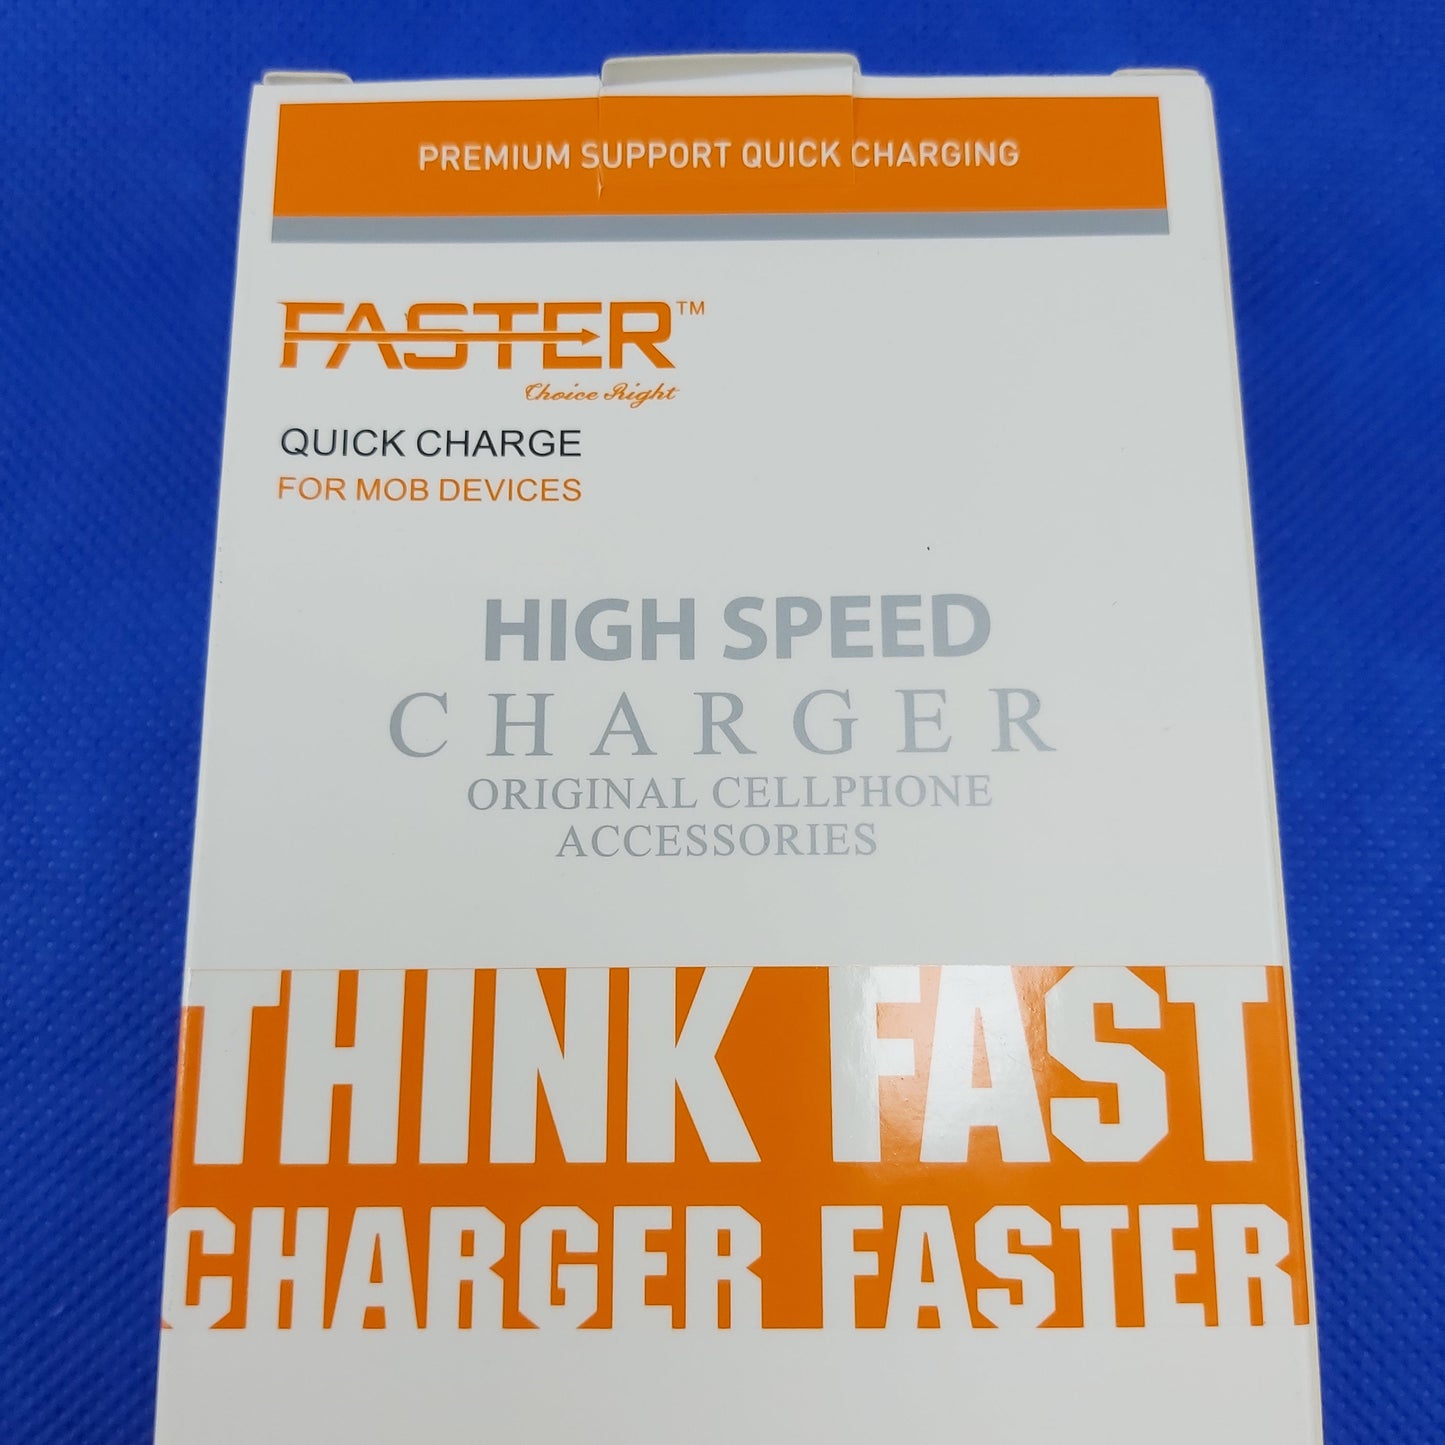 PREMIUM SUPPORT QUICK CHARGING
FASTER™
Choice Right
QUICK CHARGE
FOR MOB DEVICES
HIGH SPEED
CHARGER
ORIGINAL CELLPHONE
ACCESSORIES
THINK FAST
CHARGER FASTER